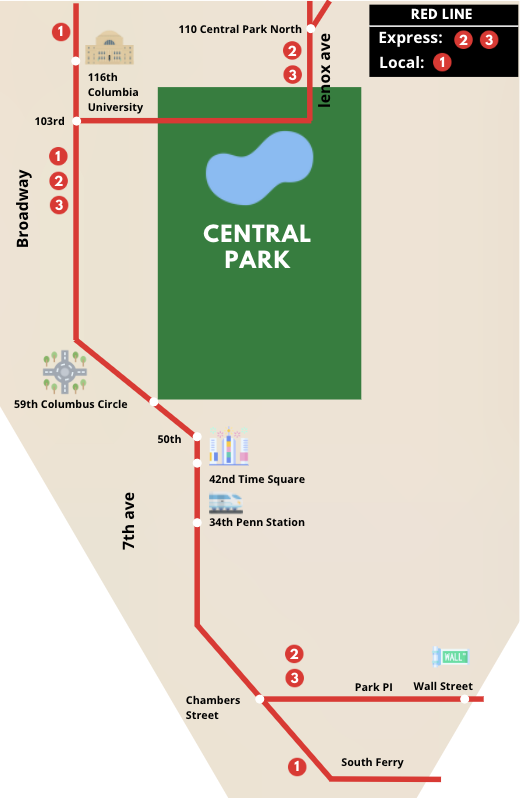 RED LINE
Express: 2 3
Local: 1
1
110 Central Park North
2
3
lenox ave
116th
Columbia
University
103rd
1
2
3
Broadway
CENTRAL
PARK
59th Columbus Circle
50th
42nd Time Square
34th Penn Station
7th ave
2
3
WALL ST
Park Pl
Wall Street
Chambers
Street
1
South Ferry